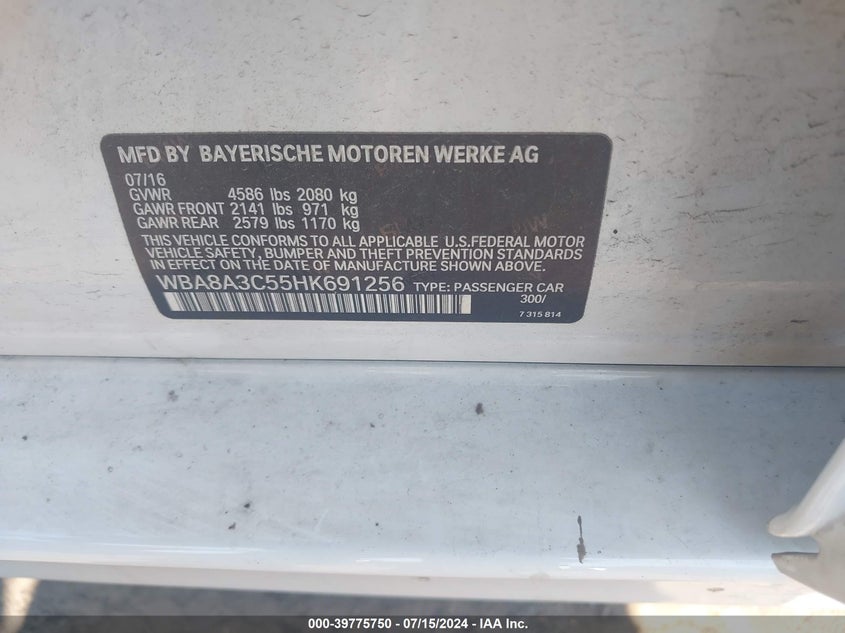 MFD BY BAYERISCHE MOTOREN WERKE AG
07/16
GVWR 4586 lbs 2080 kg
GAWR FRONT 2141 lbs 971 kg
GAWR REAR 2579 lbs 1170 kg
THIS VEHICLE CONFORMS TO ALL APPLICABLE U.S.FEDERAL MOTOR
VEHICLE SAFETY, BUMPER AND THEFT PREVENTION STANDARDS
IN EFFECT ON THE DATE OF MANUFACTURE SHOWN ABOVE.
WBA8A3C55HK691256 TYPE: PASSENGER CAR
300/
7 315 814
000-39775750 / 07/15/2024 - IAA Inc.